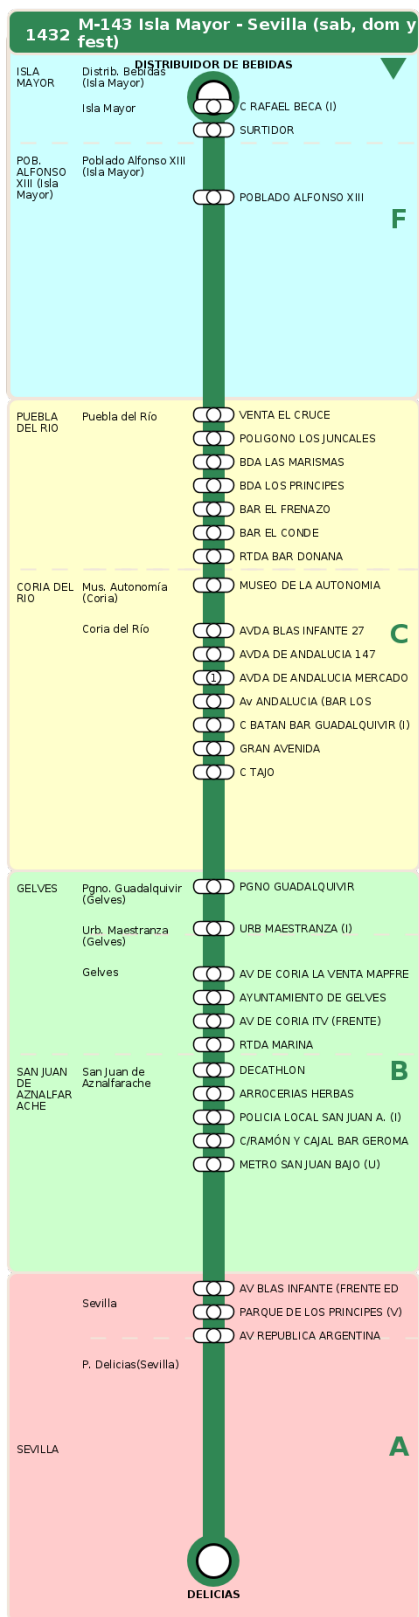 1432 M-143 Isla Mayor - Sevilla (sab, dom y
fest)
DISTRIBUIDOR DE BEBIDAS
ISLA
MAYOR
Distrib. Bebidas
(Isla Mayor)
Isla Mayor
C RAFAEL BECA (I)
SURTIDOR
POB.
ALFONSO
XIII (Isla
Mayor)
Poblado Alfonso XIII
(Isla Mayor)
POBLADO ALFONSO XIII
F
PUEBLA
DEL RIO
Puebla del Río
VENTA EL CRUCE
POLIGONO LOS JUNCALES
BDA LAS MARISMAS
BDA LOS PRINCIPES
BAR EL FRENAZO
BAR EL CONDE
RTDA BAR DONANA
CORIA DEL
RIO
Mus. Autonomía
(Coria)
MUSEO DE LA AUTONOMIA
Coria del Río
AVDA BLAS INFANTE 27
C
AVDA DE ANDALUCIA 147
1
AVDA DE ANDALUCIA MERCADO
Av ANDALUCIA (BAR LOS
C BATAN BAR GUADALQUIVIR (I)
GRAN AVENIDA
C TAJO
GELVES
Pgno. Guadalquivir
(Gelves)
PGNO GUADALQUIVIR
Urb. Maestranza
(Gelves)
URB MAESTRANZA (I)
Gelves
AV DE CORIA LA VENTA MAPFRE
AYUNTAMIENTO DE GELVES
AV DE CORIA ITV (FRENTE)
RTDA MARINA
SAN JUAN
DE
AZNALFAR
ACHE
San Juan de
Aznalfarache
DECATHLON
B
ARROCERIAS HERBAS
POLICIA LOCAL SAN JUAN A. (I)
C/RAMÓN Y CAJAL BAR GEROMA
METRO SAN JUAN BAJO (U)
AV BLAS INFANTE (FRENTE ED
Sevilla
PARQUE DE LOS PRINCIPES (V)
AV REPUBLICA ARGENTINA
P. Delicias(Sevilla)
SEVILLA
A
DELICIAS